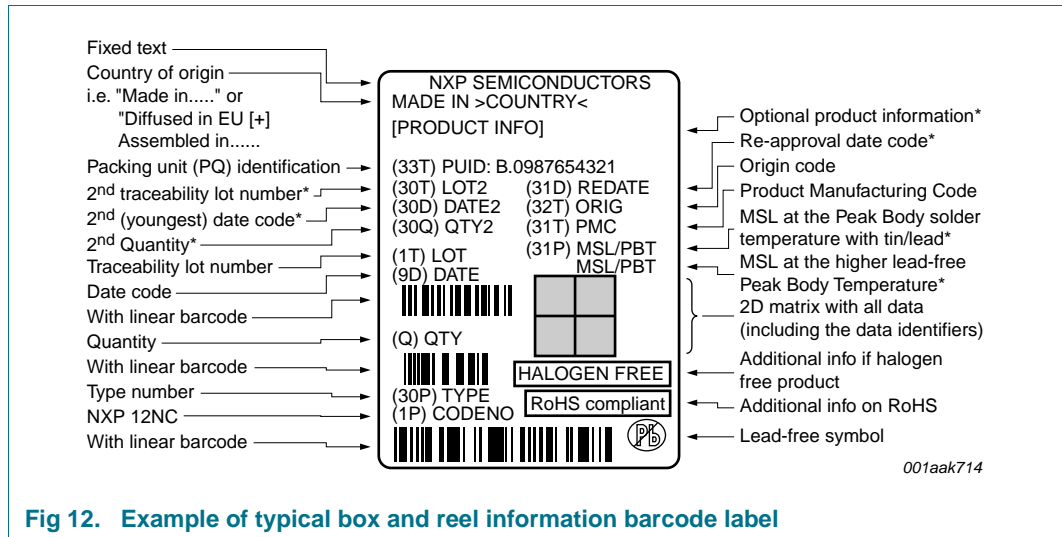 Fixed text
Country of origin
i.e. "Made in....." or
"Diffused in EU [+]
Assembled in......
Packing unit (PQ) identification
2nd traceability lot number*
2nd (youngest) date code*
2nd Quantity*
Traceability lot number
Date code
With linear barcode
Quantity
With linear barcode
Type number
NXP 12NC
With linear barcode
NXP SEMICONDUCTORS
MADE IN >COUNTRY<
[PRODUCT INFO]
(33T) PUID: B.0987654321
(30T) LOT2 (31D) REDATE
(30D) DATE2 (32T) ORIG
(30Q) QTY2 (31T) PMC
(31P) MSL/PBT
(1T) LOT
MSL/PBT
(9D) DATE
(Q) QTY
HALOGEN FREE
(30P) TYPE
RoHS compliant
(1P) CODENO
Pb
Optional product information*
Re-approval date code*
Origin code
Product Manufacturing Code
MSL at the Peak Body solder
temperature with tin/lead*
MSL at the higher lead-free
Peak Body Temperature*
2D matrix with all data
(including the data identifiers)
Additional info if halogen
free product
Additional info on RoHS
Lead-free symbol
001aak714
Fig 12. Example of typical box and reel information barcode label